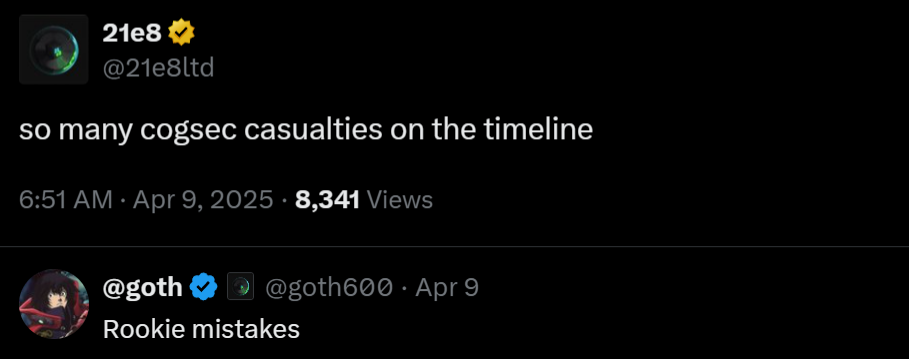 21e8
@21e8ltd
so many cogsec casualties on the timeline
6:51 AM · Apr 9, 2025 · 8,341 Views
@goth @goth600 · Apr 9
Rookie mistakes